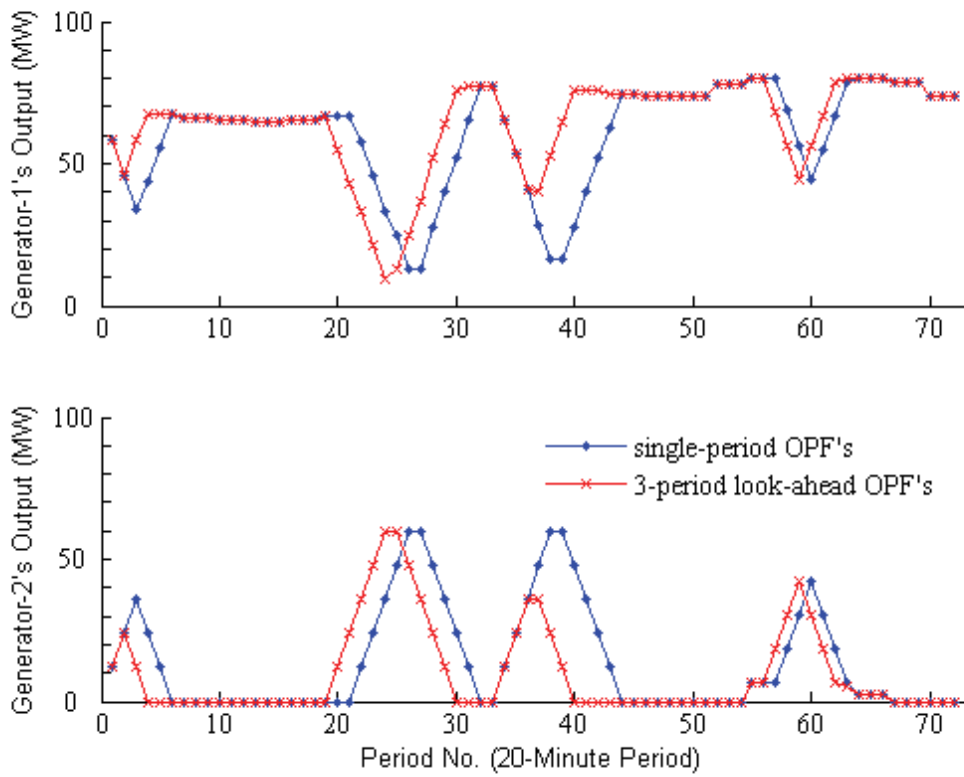 Generator-1's Output (MW)
100
50
0
0 10 20 30 40 50 60 70
Generator-2's Output (MW)
100
50
0
single-period OPF's
3-period look-ahead OPF's
0 10 20 30 40 50 60 70
Period No. (20-Minute Period)